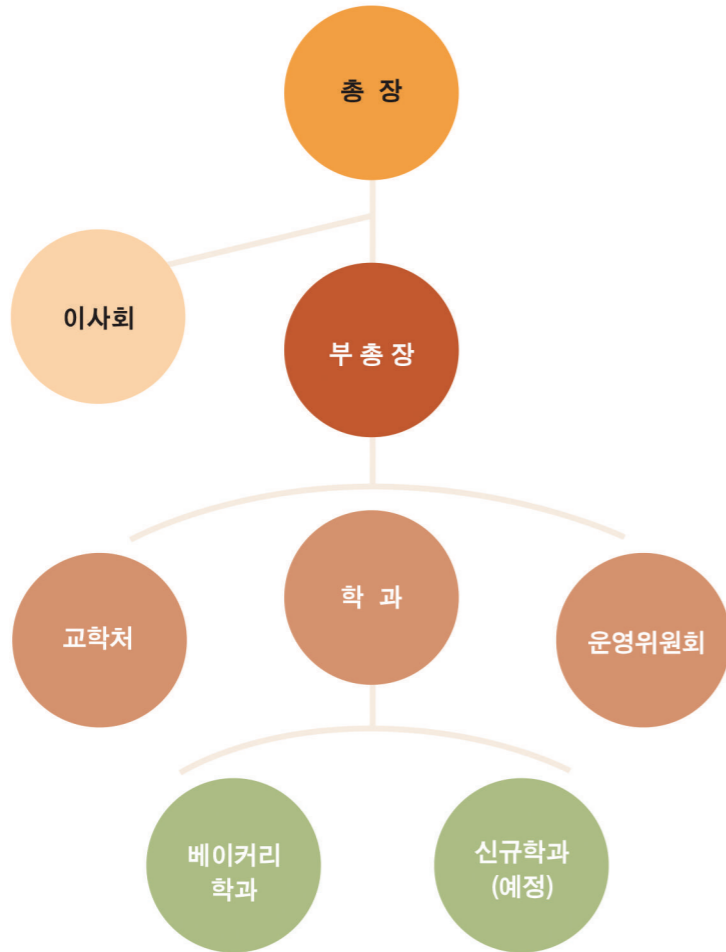 총 장
이사회
부 총 장
교학처
학 과
운영위원회
베이커리
학과
신규학과
(예정)